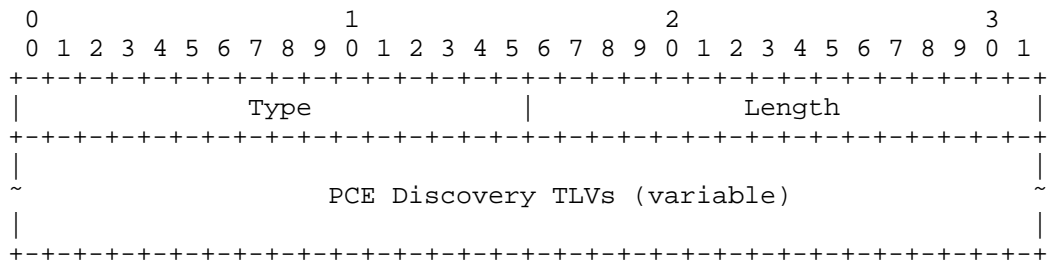 0                   1                   2                   3
 0 1 2 3 4 5 6 7 8 9 0 1 2 3 4 5 6 7 8 9 0 1 2 3 4 5 6 7 8 9 0 1
+-+-+-+-+-+-+-+-+-+-+-+-+-+-+-+-+-+-+-+-+-+-+-+-+-+-+-+-+-+-+-+-+
|              Type             |             Length            |
+-+-+-+-+-+-+-+-+-+-+-+-+-+-+-+-+-+-+-+-+-+-+-+-+-+-+-+-+-+-+-+-+
|                                                               |
~                   PCE Discovery TLVs (variable)               ~
|                                                               |
+-+-+-+-+-+-+-+-+-+-+-+-+-+-+-+-+-+-+-+-+-+-+-+-+-+-+-+-+-+-+-+-+